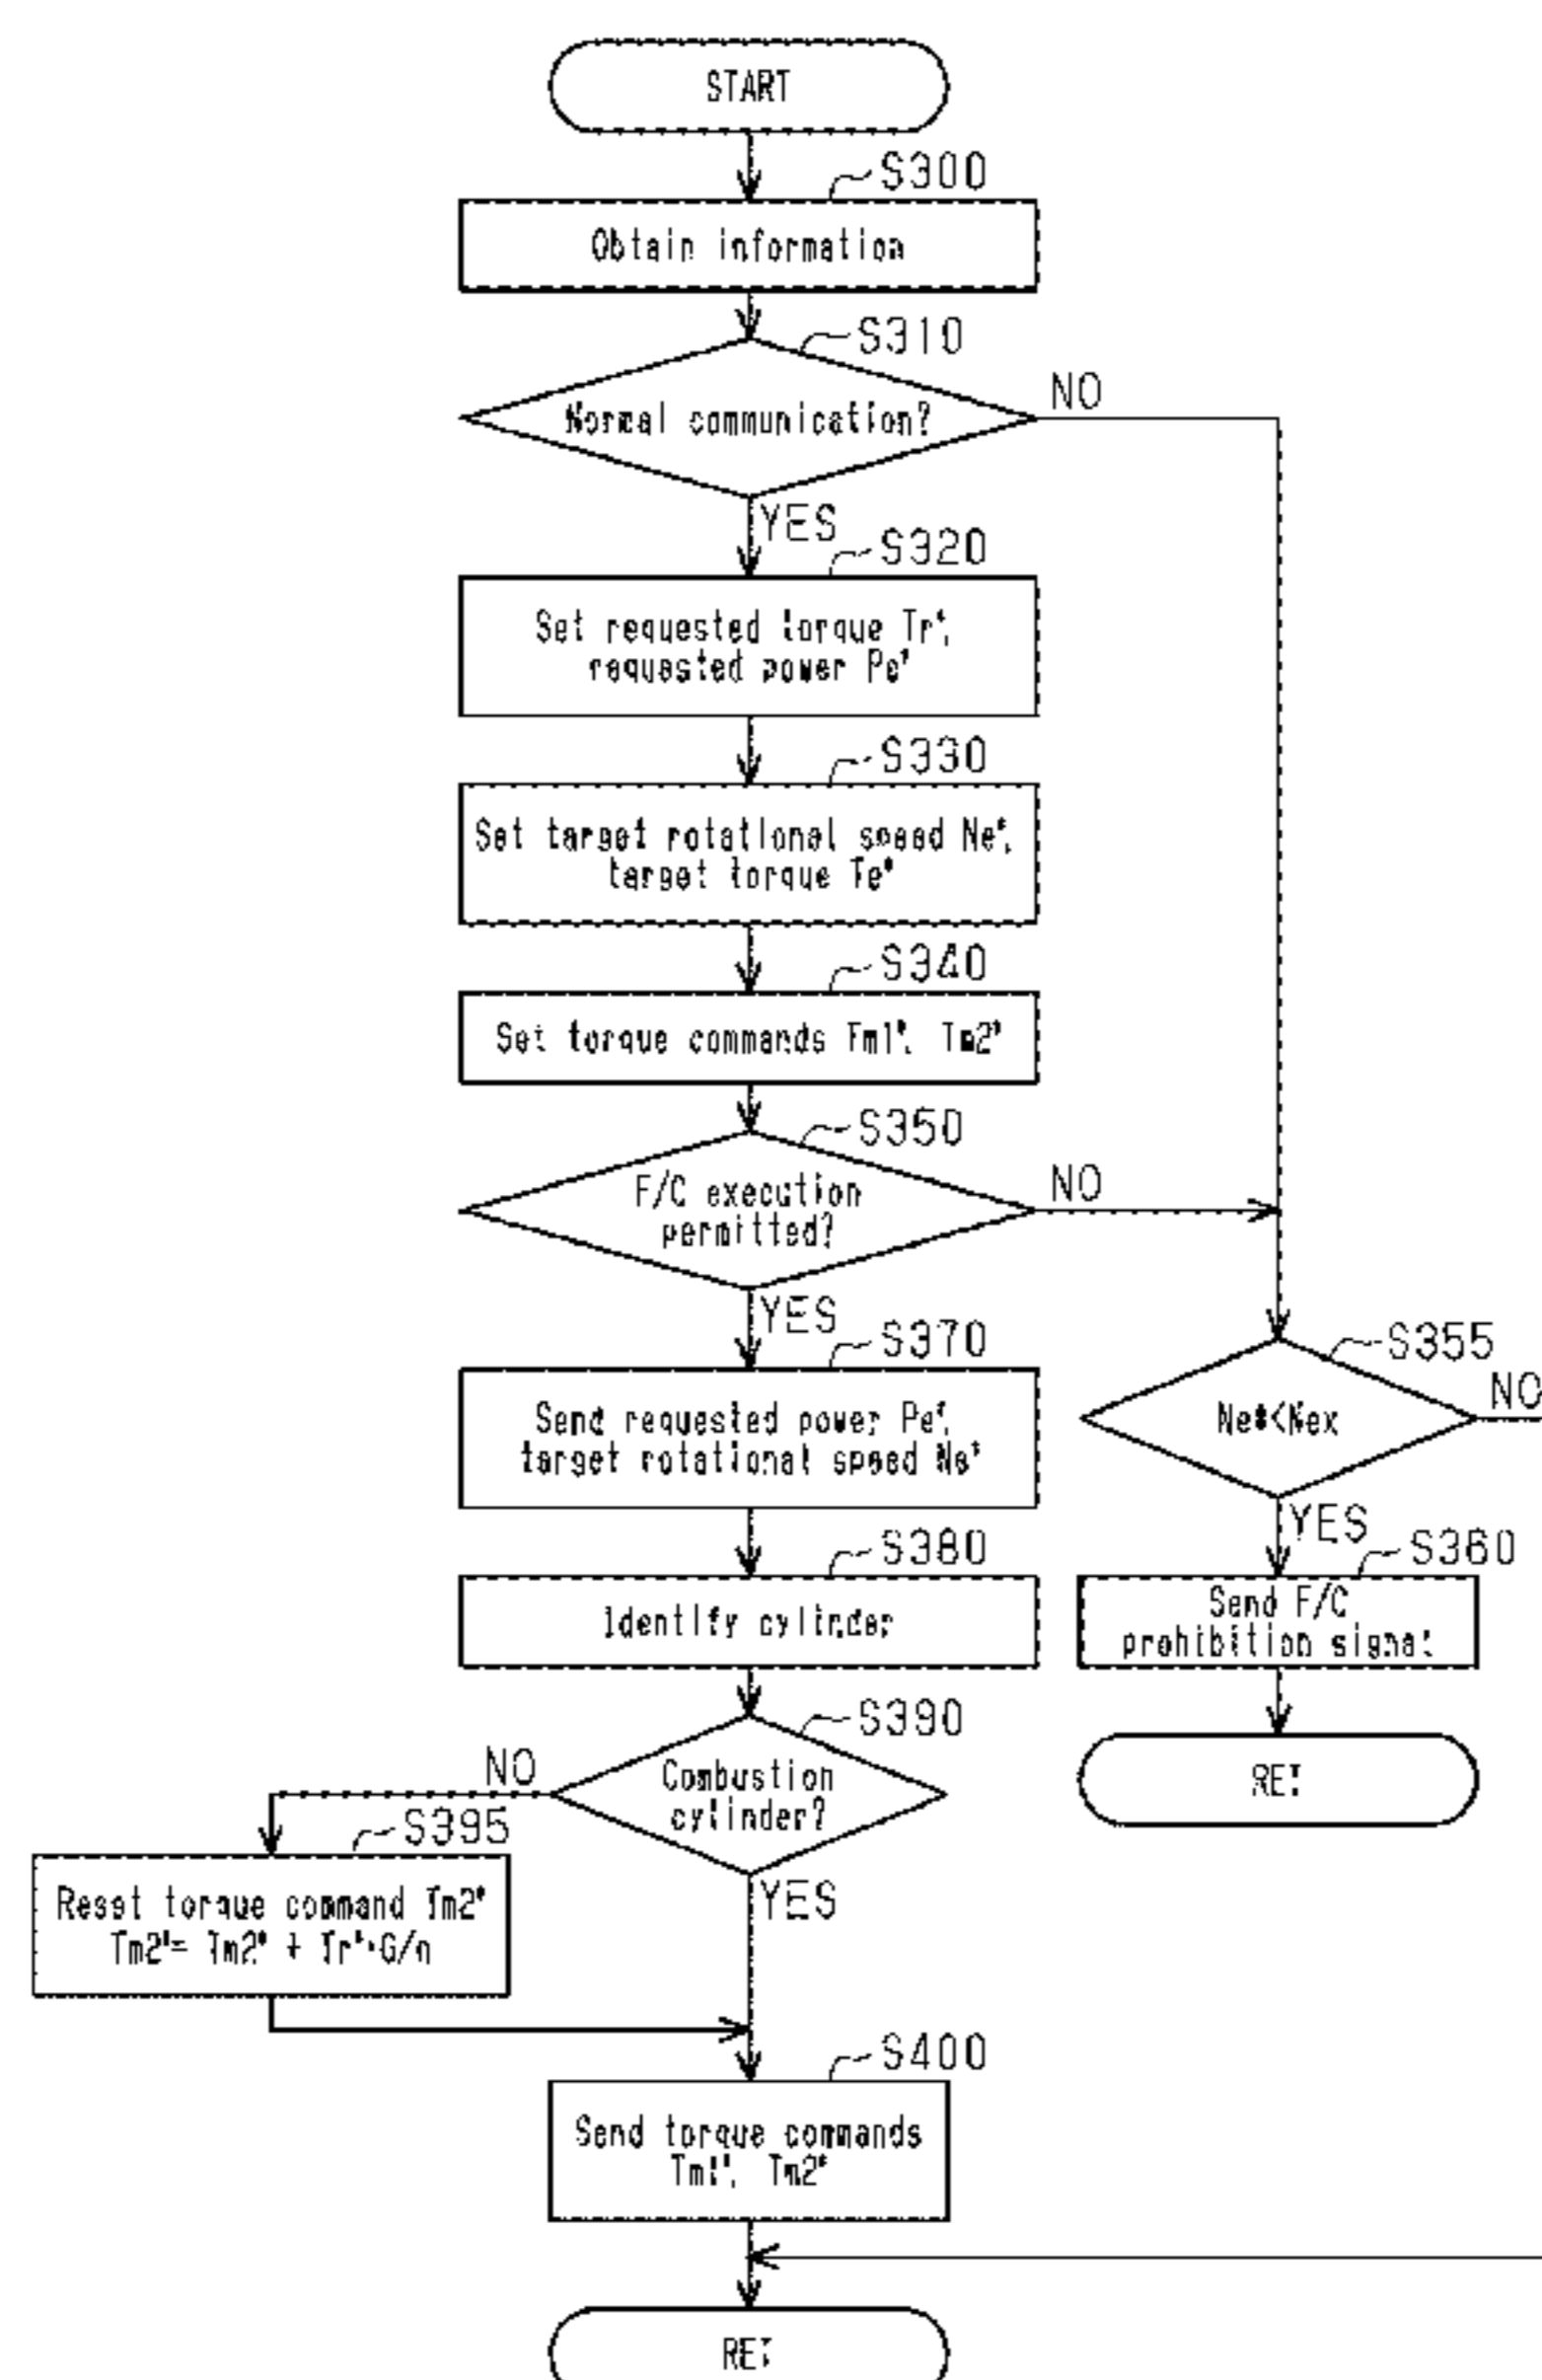 START
S300
Obtain information
S310
Normal communication?
NO
YES
S320
Set requested torque Tr*,
requested power Pe*
S330
Set target rotational speed Ne*,
target torque Te*
S340
Set torque commands Tm1*, Tm2*
S350
F/C execution
permitted?
NO
YES
S370
Send requested power Pe*,
target rotational speed Ne*
S355
Ne*<Nex
NO
YES
S360
Send F/C
prohibition signal
RET
S380
Identify cylinder
S390
Combustion
cylinder?
NO
YES
S395
Reset torque command Tm2*
Tm2*= Tm2* + Tr*·G/n
S400
Send torque commands
Tm1*, Tm2*
RET